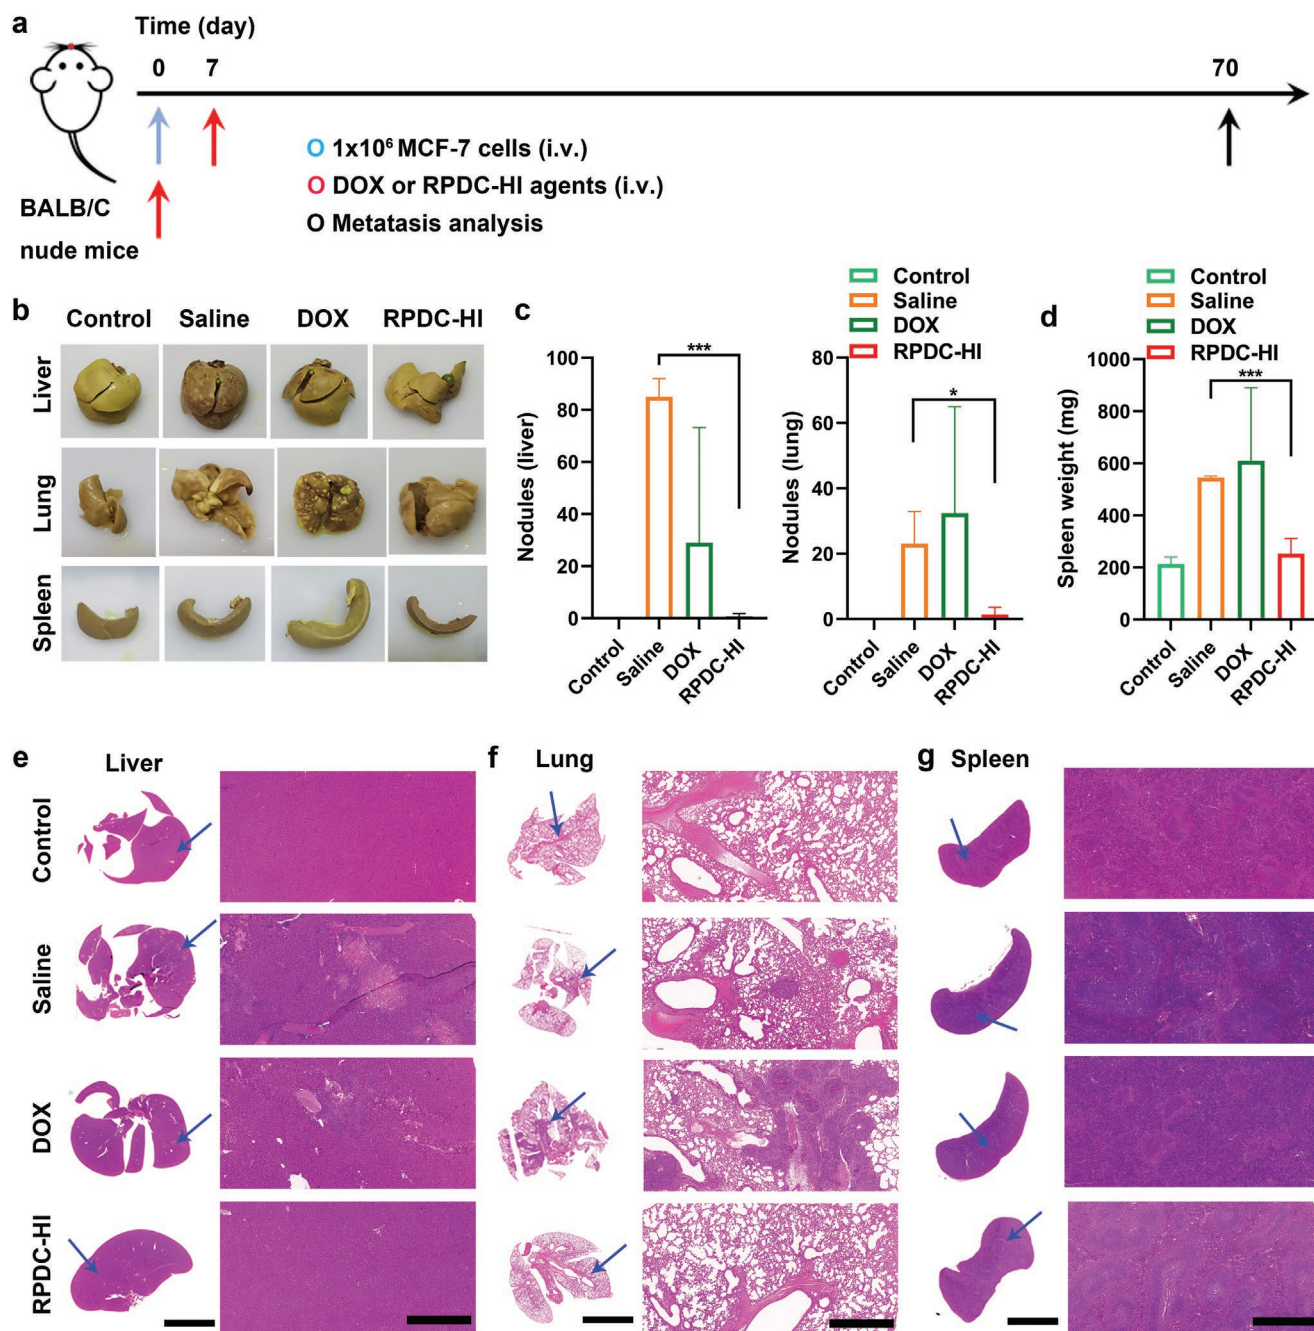 a
Time (day)
0 7 70
1x10⁶ MCF-7 cells (i.v.)
DOX or RPDC-HI agents (i.v.)
Metatasis analysis
BALB/C
nude mice
b
Control Saline DOX RPDC-HI
Liver
Lung
Spleen
c
Nodules (liver)
100
80
60
40
20
0
***
Control Saline DOX RPDC-HI
Control
Saline
DOX
RPDC-HI
Nodules (lung)
80
60
40
20
0
*
Control Saline DOX RPDC-HI
d
Control
Saline
DOX
RPDC-HI
Spleen weight (mg)
1000
800
600
400
200
0
***
Control Saline DOX RPDC-HI
e Liver f Lung g Spleen
Control
Saline
DOX
RPDC-HI